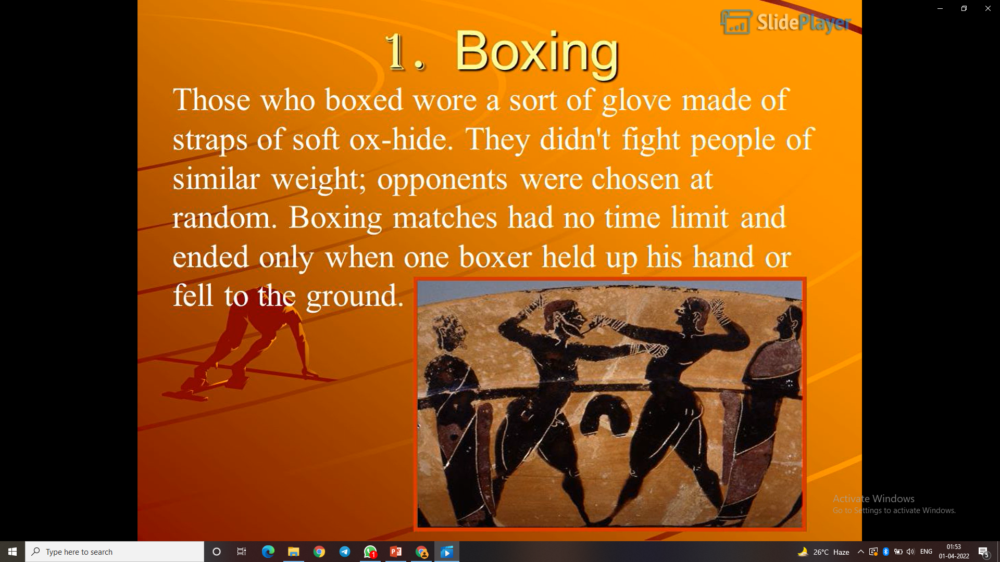 SlidePlayer
1. Boxing
Those who boxed wore a sort of glove made of
straps of soft ox-hide. They didn't fight people of
similar weight; opponents were chosen at
random. Boxing matches had no time limit and
ended only when one boxer held up his hand or
fell to the ground.
Activate Windows
Go to Settings to activate Windows.
Type here to search
1
26°C Haze
ENG
01:53
01-04-2022
5